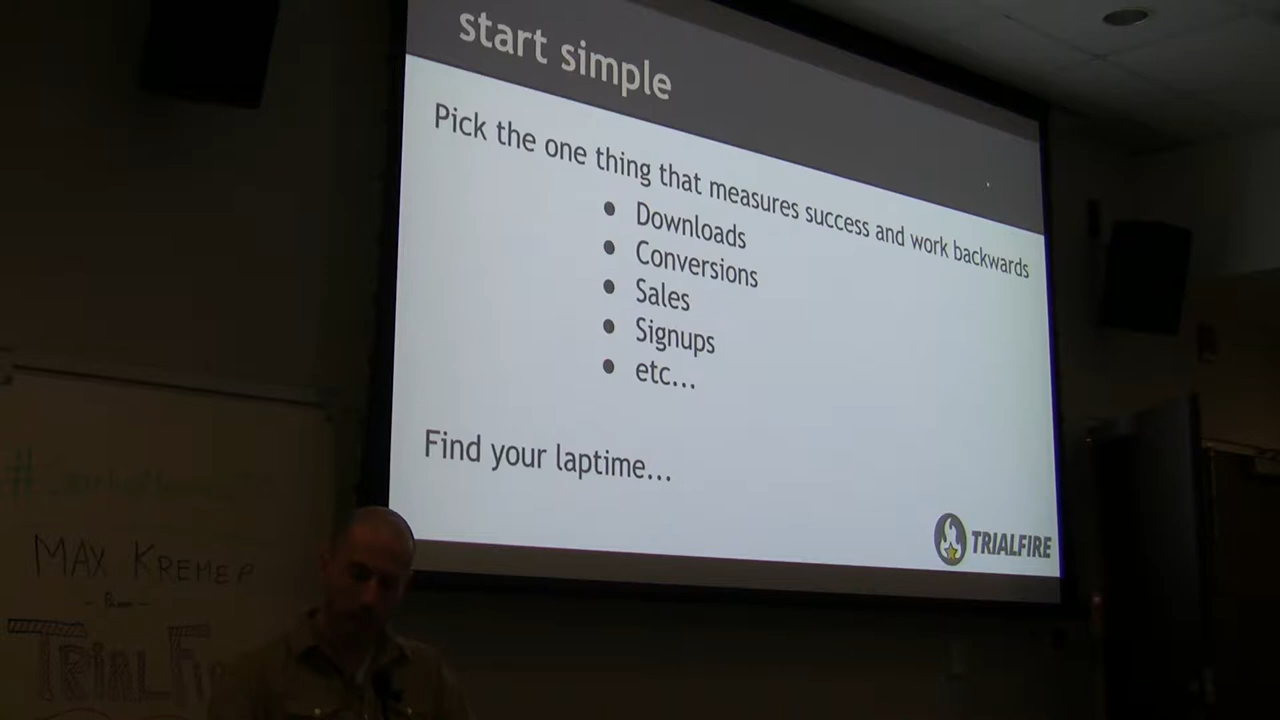 start simple
Pick the one thing that measures success and work backwards
• Downloads
• Conversions
• Sales
• Signups
• etc...
Find your laptime...
TRIALFIRE
#
MAX KREMER
TRIALFI